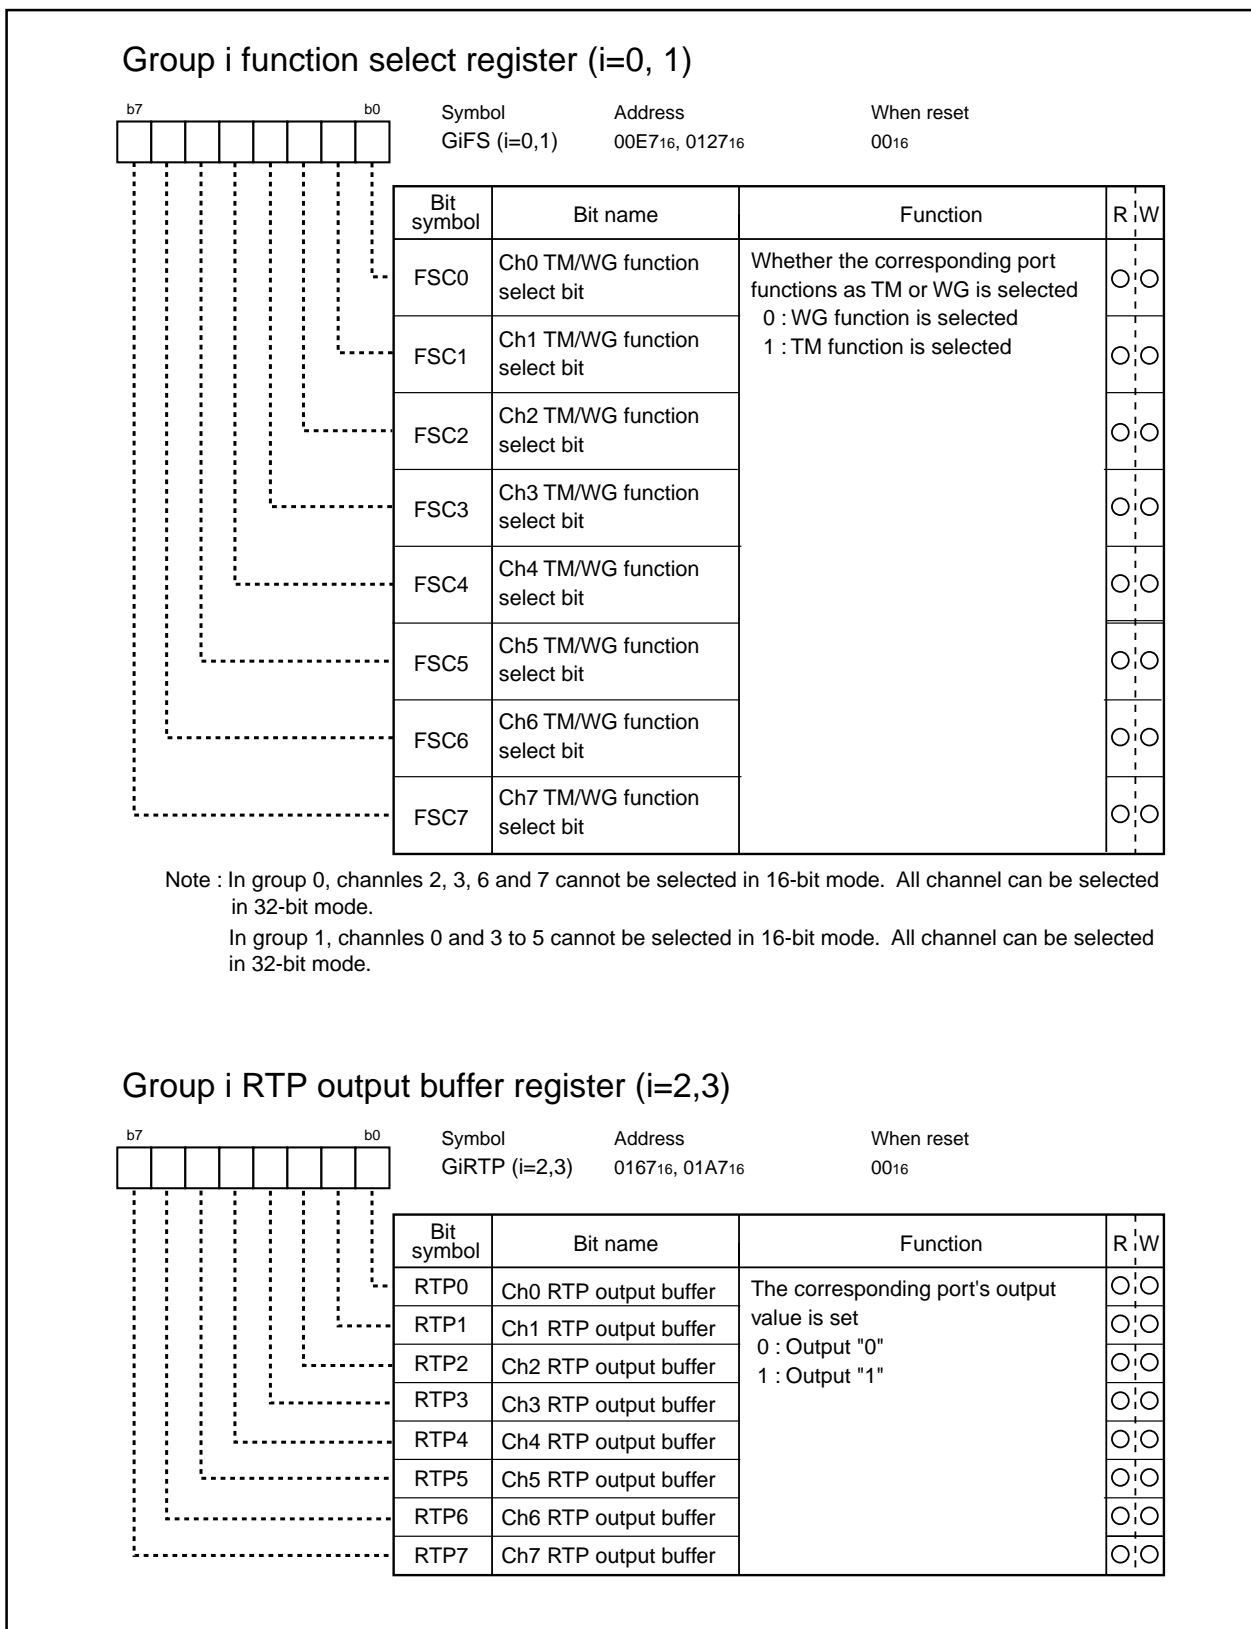 Group i function select register (i=0, 1)
b7 b0 Symbol Address When reset
GiFS (i=0,1) 00E716, 012716 0016
Bit symbol Bit name Function R W
FSC0 Ch0 TM/WG function select bit Whether the corresponding port functions as TM or WG is selected
0 : WG function is selected
1 : TM function is selected
FSC1 Ch1 TM/WG function select bit
FSC2 Ch2 TM/WG function select bit
FSC3 Ch3 TM/WG function select bit
FSC4 Ch4 TM/WG function select bit
FSC5 Ch5 TM/WG function select bit
FSC6 Ch6 TM/WG function select bit
FSC7 Ch7 TM/WG function select bit
Note : In group 0, channles 2, 3, 6 and 7 cannot be selected in 16-bit mode. All channel can be selected
in 32-bit mode.
In group 1, channles 0 and 3 to 5 cannot be selected in 16-bit mode. All channel can be selected
in 32-bit mode.
Group i RTP output buffer register (i=2,3)
b7 b0 Symbol Address When reset
GiRTP (i=2,3) 016716, 01A716 0016
Bit symbol Bit name Function R W
RTP0 Ch0 RTP output buffer The corresponding port's output value is set
0 : Output "0"
1 : Output "1"
RTP1 Ch1 RTP output buffer
RTP2 Ch2 RTP output buffer
RTP3 Ch3 RTP output buffer
RTP4 Ch4 RTP output buffer
RTP5 Ch5 RTP output buffer
RTP6 Ch6 RTP output buffer
RTP7 Ch7 RTP output buffer